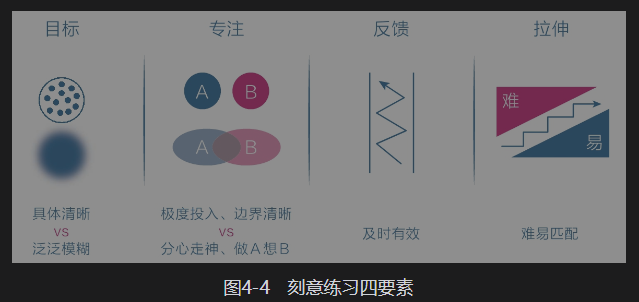 目标
专注
反馈
拉伸
A
B
A
B
难
易
具体清晰
vs
泛泛模糊
极度投入、边界清晰
vs
分心走神、做A想B
及时有效
难易匹配
图4-4 刻意练习四要素